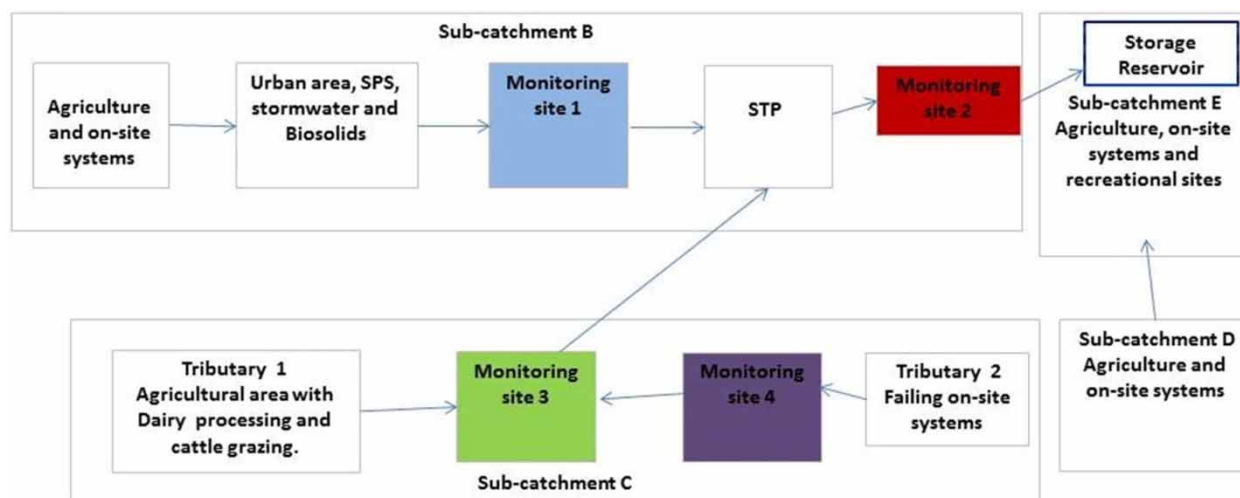 Sub-catchment B
Agriculture
and on-site
systems
Urban area, SPS,
stormwater and
Biosolids
Monitoring
site 1
STP
Monitoring
site 2
Storage
Reservoir
Sub-catchment E
Agriculture, on-site
systems and
recreational sites
Tributary 1
Agricultural area with
Dairy processing and
cattle grazing.
Monitoring
site 3
Monitoring
site 4
Tributary 2
Failing on-site
systems
Sub-catchment C
Sub-catchment D
Agriculture and
on-site systems